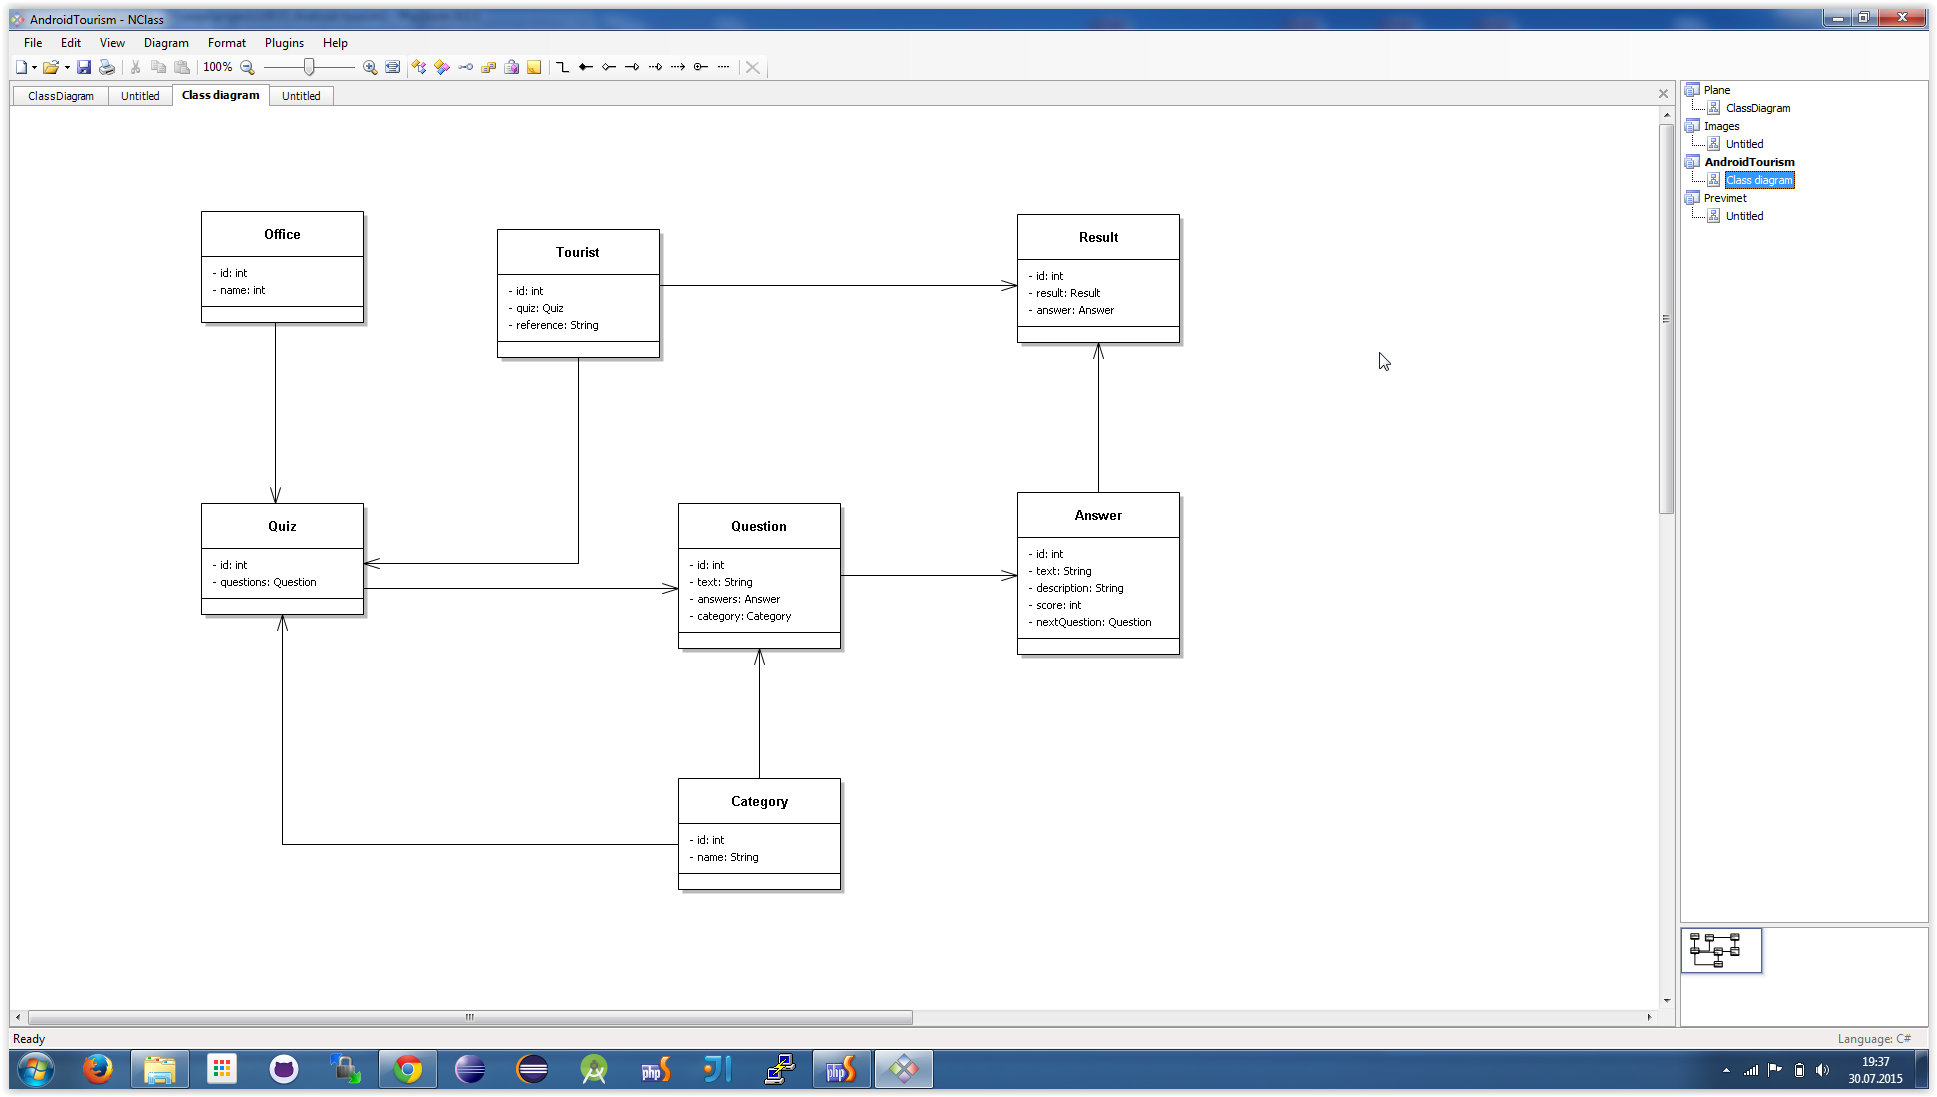 AndroidTourism - NClass
File Edit View Diagram Format Plugins Help
100%
ClassDiagram Untitled Class diagram Untitled
Office
- id: int
- name: int
Tourist
- id: int
- quiz: Quiz
- reference: String
Result
- id: int
- result: Result
- answer: Answer
Quiz
- id: int
- questions: Question
Question
- id: int
- text: String
- answers: Answer
- category: Category
Answer
- id: int
- text: String
- description: String
- score: int
- nextQuestion: Question
Category
- id: int
- name: String
Plane
ClassDiagram
Images
Untitled
AndroidTourism
Class diagram
Previmet
Untitled
Ready
Language: C#
php
JI
php
19:37
30.07.2015